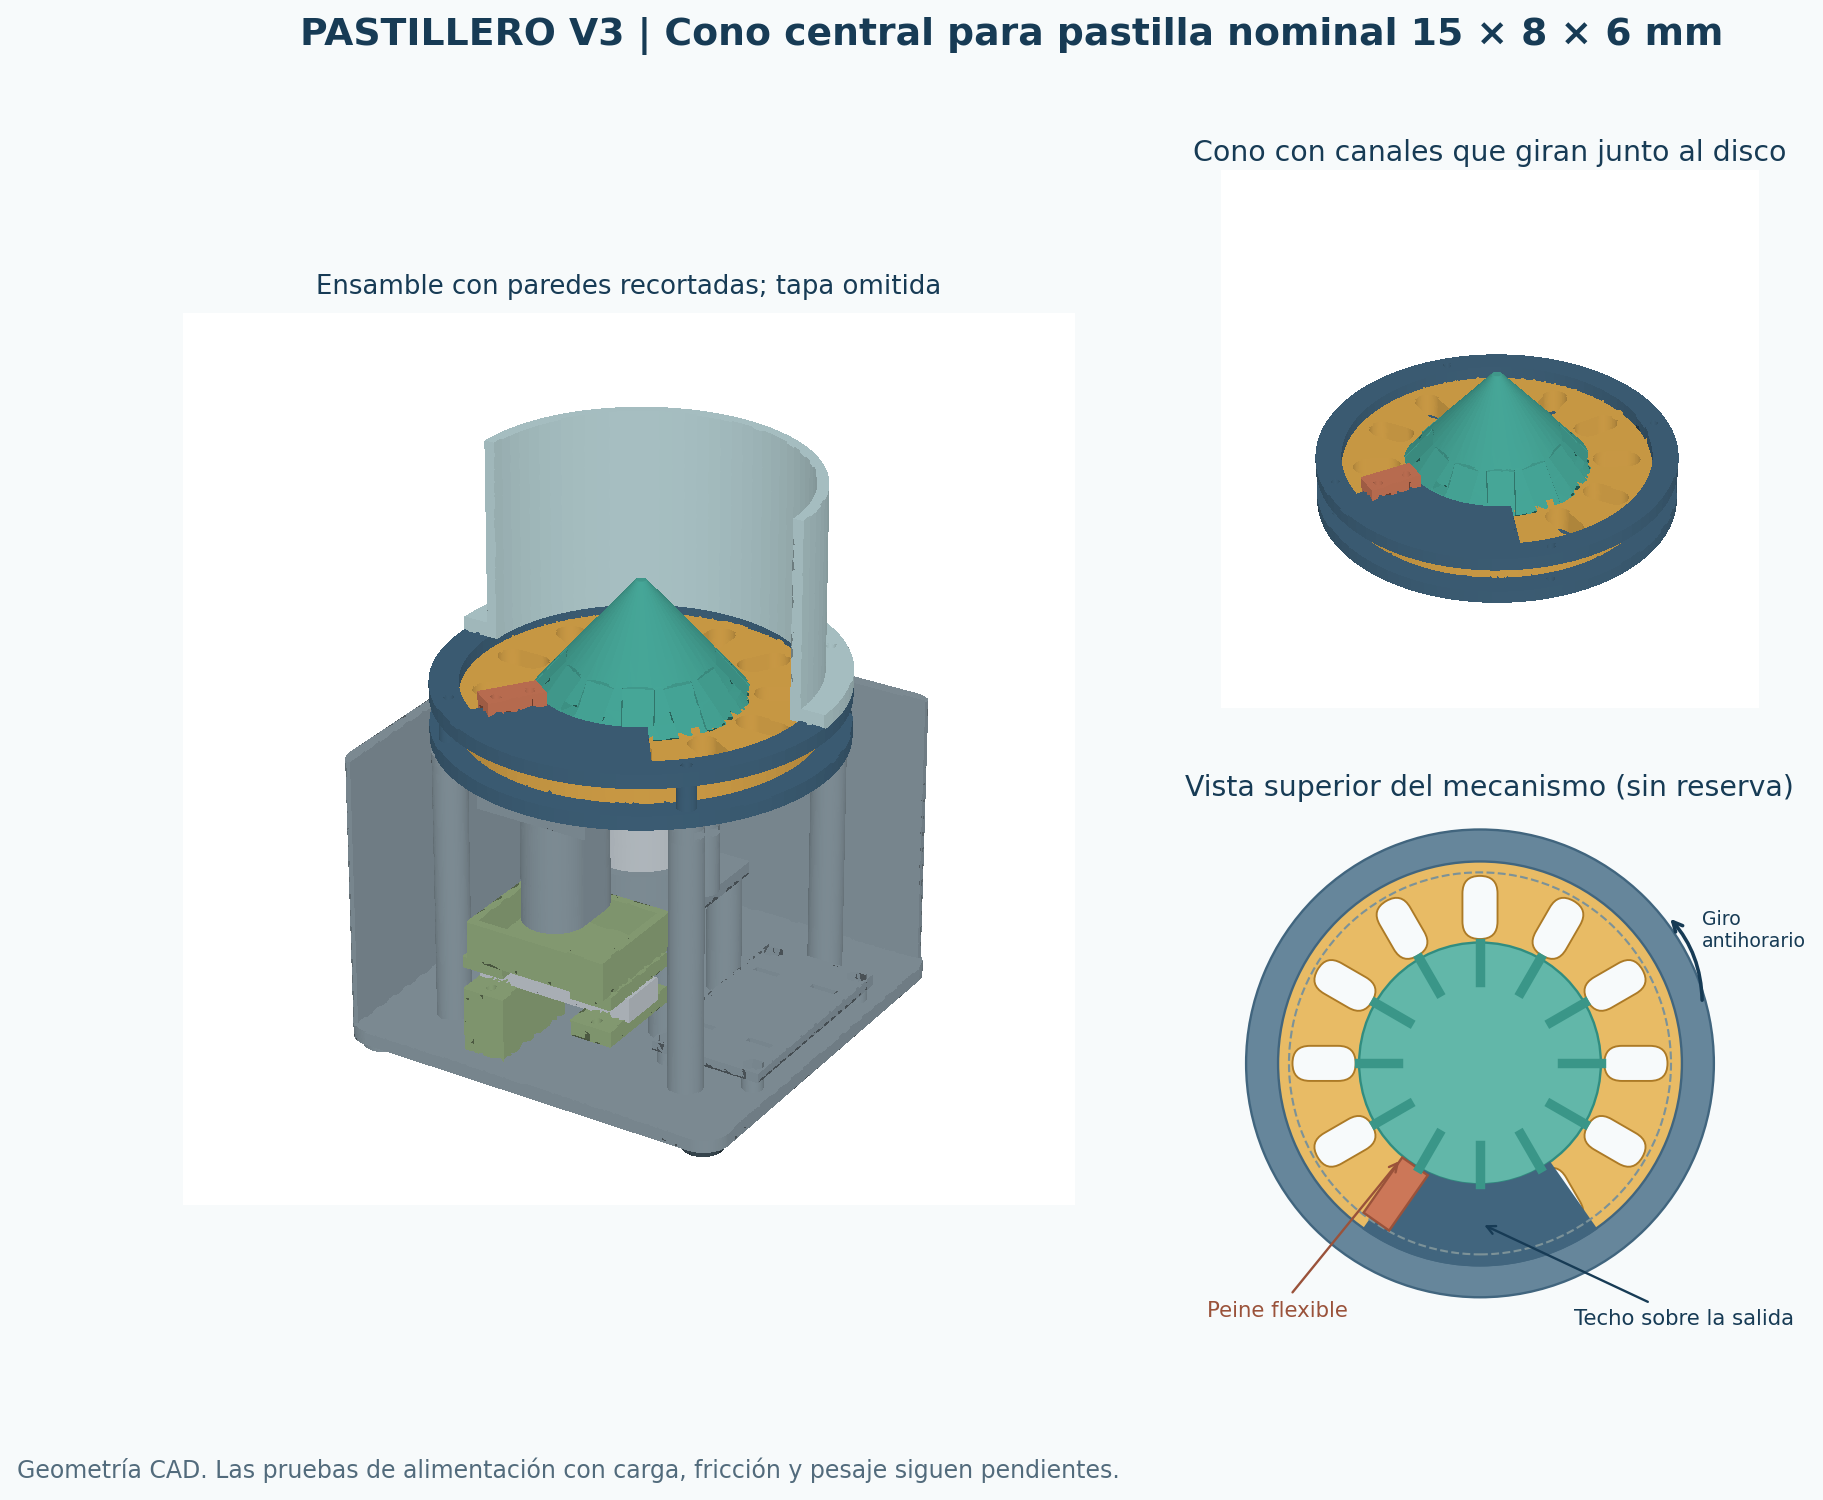 PASTILLERO V3 | Cono central para pastilla nominal 15 × 8 × 6 mm
Cono con canales que giran junto al disco
Ensamble con paredes recortadas; tapa omitida
Vista superior del mecanismo (sin reserva)
Giro
antihorario
Peine flexible
Techo sobre la salida
Geometría CAD. Las pruebas de alimentación con carga, fricción y pesaje siguen pendientes.